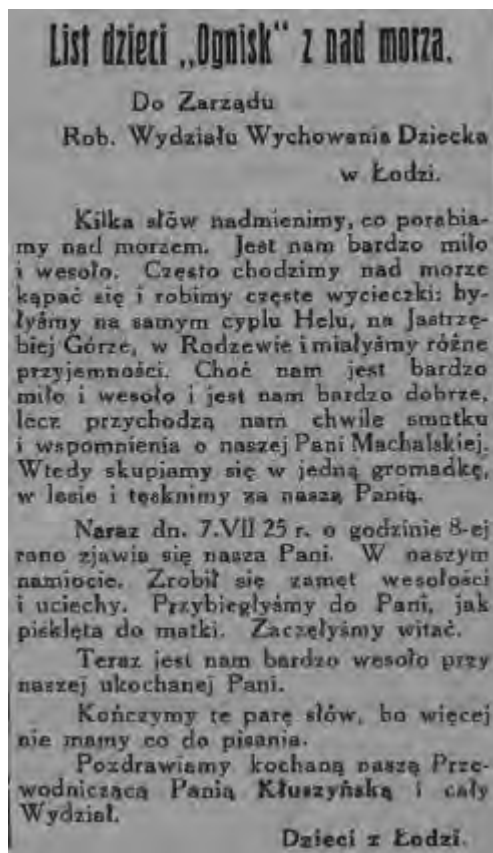 List dzieci „Ognisk“ z nad morza.
Do Zarządu
Rob. Wydziału Wychowania Dziecka
w Łodzi.
Kilka słów nadmienimy, co porabia-
my nad morzem. Jest nam bardzo miło
i wesoło. Często chodzimy nad morze
kąpać się i robimy częste wycieczki: by-
łyśmy na samym cyplu Helu, na Jastrzę-
biej Górze, w Rodzewie i miałyśmy różne
przyjemności. Choć nam jest bardzo
miło i wesoło i jest nam bardzo dobrze,
lecz przychodzą nam chwile smutku
i wspomnienia o naszej Pani Machalskiej.
Wtedy skupiamy się w jedną gromadkę,
w lesie i tęsknimy za naszą Panią.
Naraz dn. 7.VII 25 r. o godzinie 8-ej
rano zjawia się nasza Pani. W naszym
namiocie. Zrobił się zamęt wesołości
i uciechy. Przybiegłyśmy do Pani, jak
pisklęta do matki. Zaczęłyśmy witać.
Teraz jest nam bardzo wesoło przy
naszej ukochanej Pani.
Kończymy te parę słów, bo więcej
nie mamy co do pisania.
Pozdrawiamy kochaną naszą Prze-
wodniczącą Panią Kłuszyńską i cały
Wydział.
Dzieci z Łodzi.